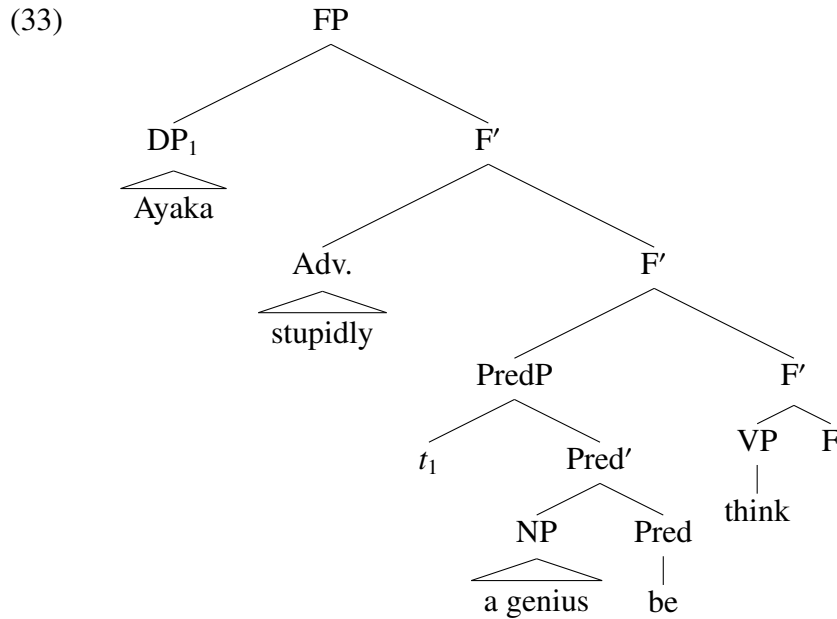 (33) FP
DP₁ F′
Ayaka
Adv. F′
stupidly
PredP F′
t₁ Pred′ VP F
think
NP Pred
a genius be